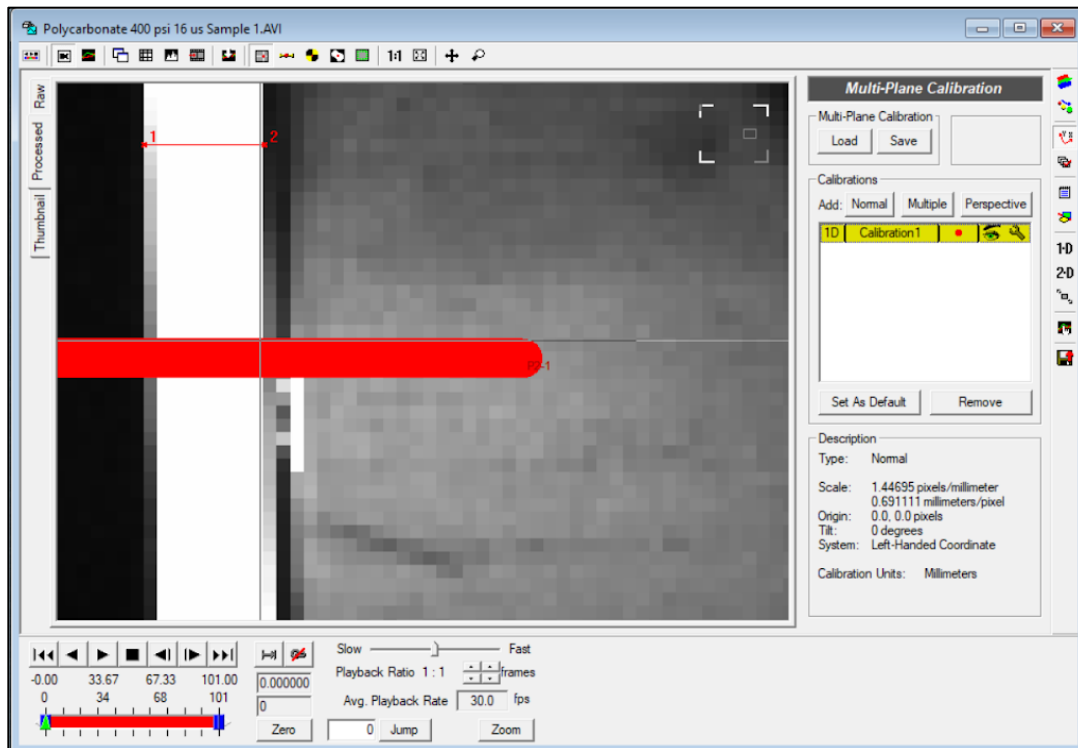 Polycarbonate 400 psi 16 us Sample 1.AVI
1:1
Raw
Processed
Thumbnail
1
2
Multi-Plane Calibration
Multi-Plane Calibration
Load Save
Calibrations
Add: Normal Multiple Perspective
1D Calibration1
Set As Default Remove
Description
Type: Normal
Scale: 1.44695 pixels/millimeter
0.691111 millimeters/pixel
Origin: 0.0, 0.0 pixels
Tilt: 0 degrees
System: Left-Handed Coordinate
Calibration Units: Millimeters
1-D
2-D
-0.00 33.67 67.33 101.00
0 34 68 101
0.000000
0
Zero
Slow Fast
Playback Ratio 1 : 1 frames
Avg. Playback Rate 30.0 fps
0 Jump Zoom